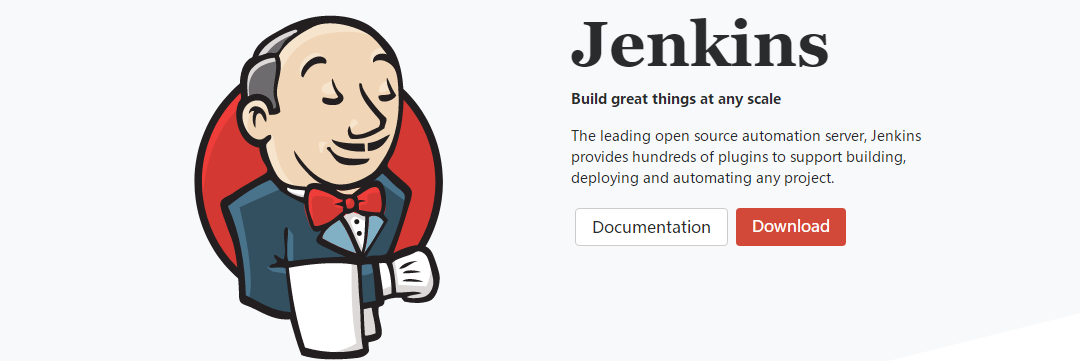 Jenkins
Build great things at any scale
The leading open source automation server, Jenkins
provides hundreds of plugins to support building,
deploying and automating any project.
Documentation
Download